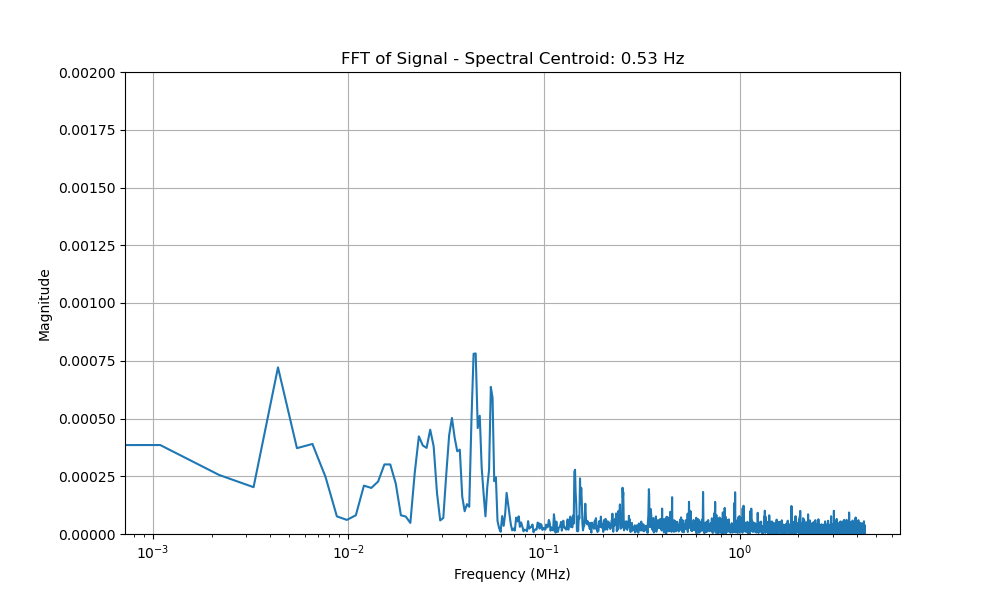 FFT of Signal - Spectral Centroid: 0.53 Hz
0.00200
0.00175
0.00150
0.00125
0.00100
0.00075
0.00050
0.00025
0.00000
Magnitude
10⁻³ 10⁻² 10⁻¹ 10⁰
Frequency (MHz)